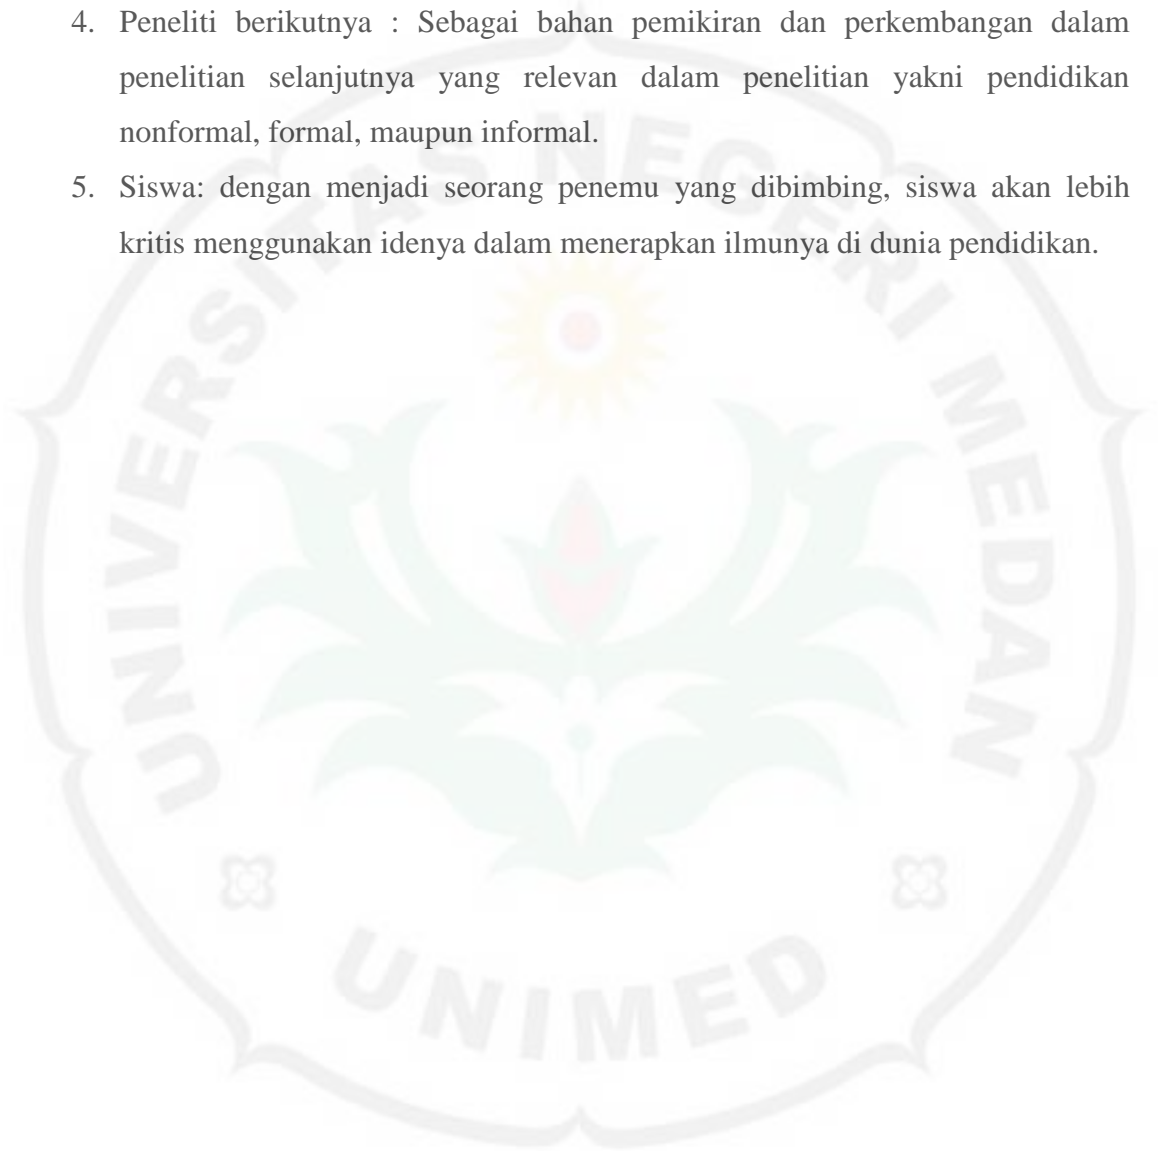 4. Peneliti berikutnya : Sebagai bahan pemikiran dan perkembangan dalam
penelitian selanjutnya yang relevan dalam penelitian yakni pendidikan
nonformal, formal, maupun informal.
5. Siswa: dengan menjadi seorang penemu yang dibimbing, siswa akan lebih
kritis menggunakan idenya dalam menerapkan ilmunya di dunia pendidikan.
UNIVERSITAS NEGERI MEDAN
UNIMED